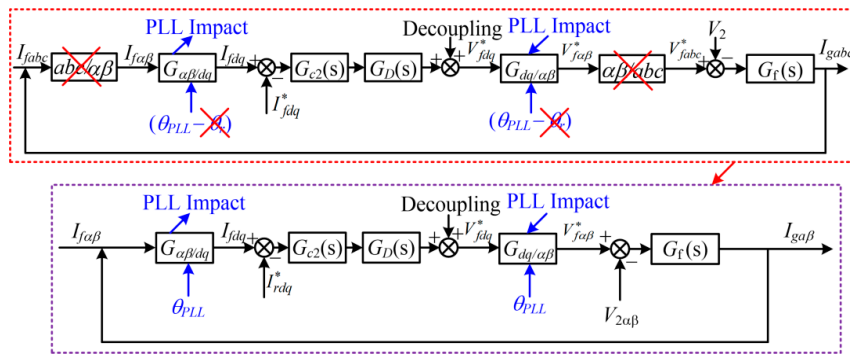 Decoupling
PLL Impact
PLL Impact
V₂
I_fabc
abc/αβ
I_fαβ
G_αβ/dq
I_fdq
+
−
G_c2(s)
G_D(s)
+
+
V*_fdq
G_dq/αβ
V*_fαβ
αβ/abc
V*_fabc
+
−
G_f(s)
I_gabc
(θ_PLL − θ_r)
I*_fdq
(θ_PLL − θ_r)
PLL Impact
Decoupling
PLL Impact
I_fαβ
G_αβ/dq
I_fdq
+
−
G_c2(s)
G_D(s)
+
+
V*_fdq
G_dq/αβ
V*_fαβ
+
−
G_f(s)
I_gαβ
θ_PLL
I*_rdq
θ_PLL
V_2αβ